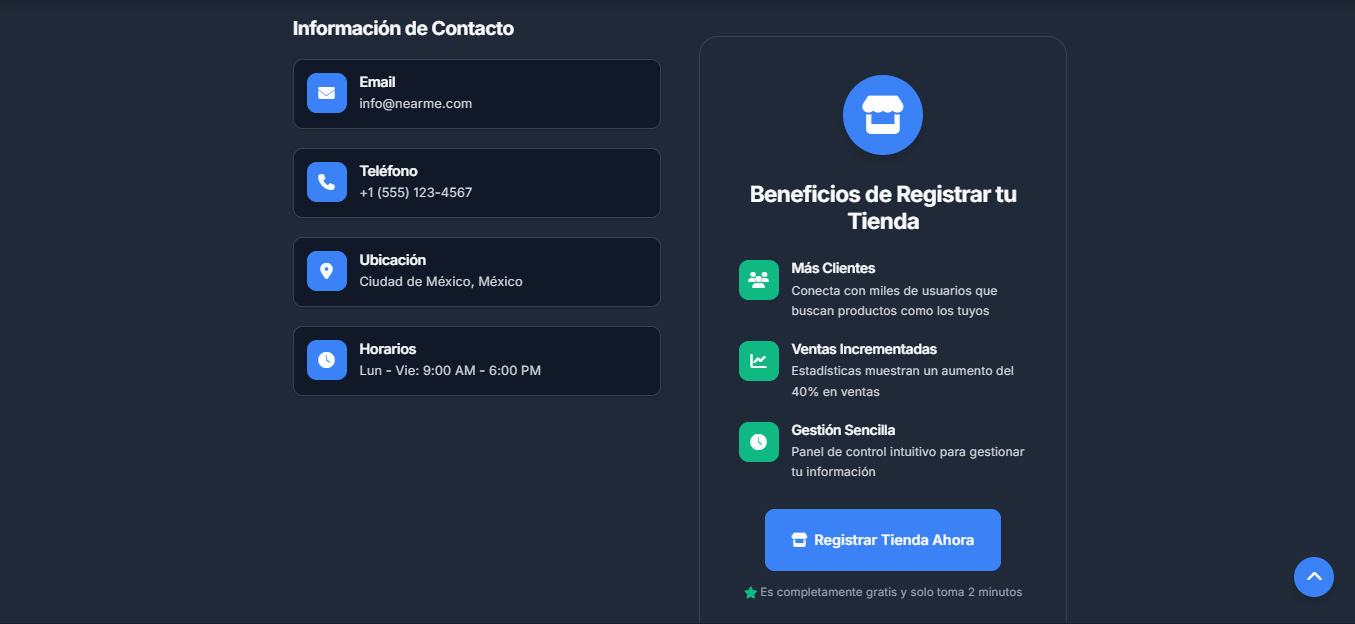 Información de Contacto
Email
info@nearme.com
Teléfono
+1 (555) 123-4567
Ubicación
Ciudad de México, México
Horarios
Lun - Vie: 9:00 AM - 6:00 PM
Beneficios de Registrar tu
Tienda
Más Clientes
Conecta con miles de usuarios que
buscan productos como los tuyos
Ventas Incrementadas
Estadísticas muestran un aumento del
40% en ventas
Gestión Sencilla
Panel de control intuitivo para gestionar
tu información
Registrar Tienda Ahora
Es completamente gratis y solo toma 2 minutos